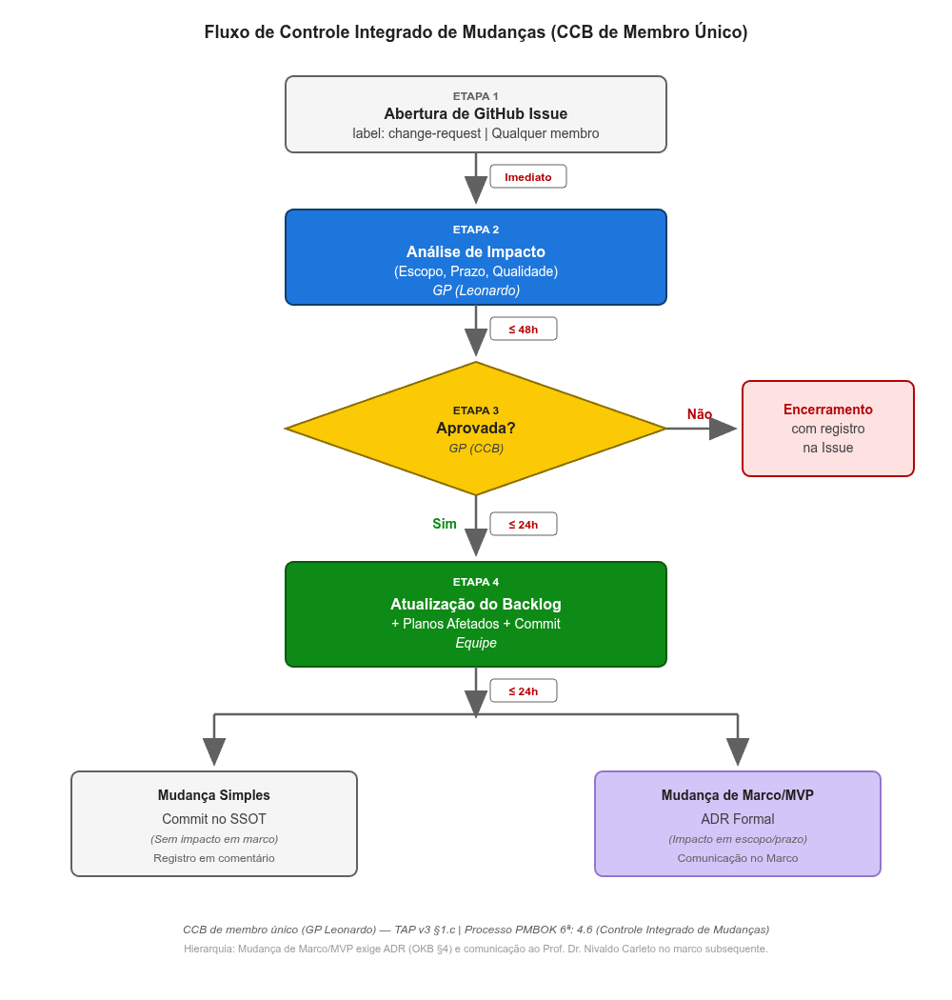 Fluxo de Controle Integrado de Mudanças (CCB de Membro Único)
ETAPA 1
Abertura de GitHub Issue
label: change-request | Qualquer membro
Imediato
ETAPA 2
Análise de Impacto
(Escopo, Prazo, Qualidade)
GP (Leonardo)
≤ 48h
ETAPA 3
Aprovada?
GP (CCB)
Não
Encerramento
com registro
na Issue
Sim
≤ 24h
ETAPA 4
Atualização do Backlog
+ Planos Afetados + Commit
Equipe
≤ 24h
Mudança Simples
Commit no SSOT
(Sem impacto em marco)
Registro em comentário
Mudança de Marco/MVP
ADR Formal
(Impacto em escopo/prazo)
Comunicação no Marco
CCB de membro único (GP Leonardo) — TAP v3 §1.c | Processo PMBOK 6ª: 4.6 (Controle Integrado de Mudanças)
Hierarquia: Mudança de Marco/MVP exige ADR (OKB §4) e comunicação ao Prof. Dr. Nivaldo Carleto no marco subsequente.